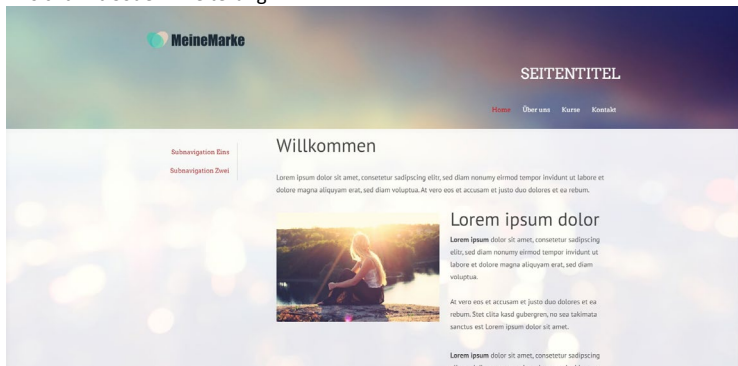 MeineMarke
SEITENTITEL
Home Über uns Kurse Kontakt
Subnavigation Eins
Subnavigation Zwei
Willkommen
Lorem ipsum dolor sit amet, consetetur sadipscing elitr, sed diam nonumy eirmod tempor invidunt ut labore et
dolore magna aliquyam erat, sed diam voluptua. At vero eos et accusam et justo duo dolores et ea rebum.
Lorem ipsum dolor
Lorem ipsum dolor sit amet, consetetur sadipscing
elitr, sed diam nonumy eirmod tempor invidunt ut
labore et dolore magna aliquyam erat, sed diam
voluptua.
At vero eos et accusam et justo duo dolores et ea
rebum. Stet clita kasd gubergren, no sea takimata
sanctus est Lorem ipsum dolor sit amet.
Lorem ipsum dolor sit amet, consetetur sadipscing